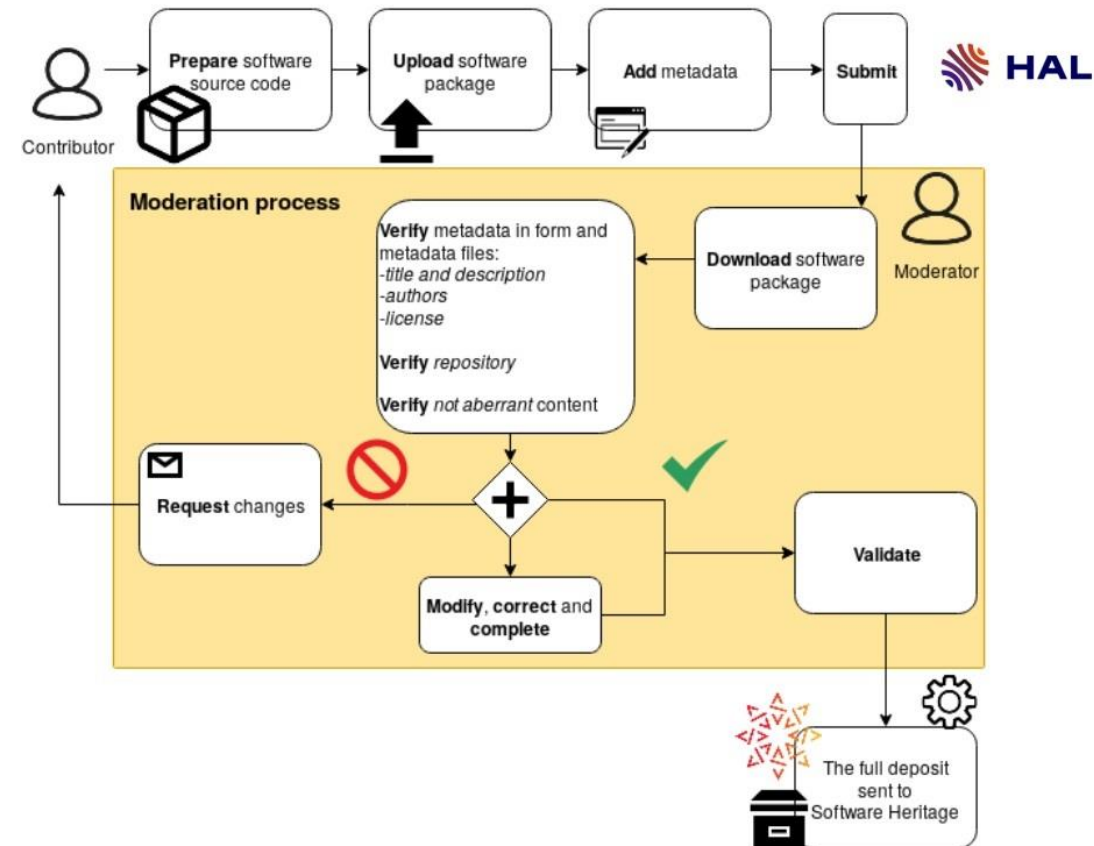 Prepare software
source code
Upload software
package
Add metadata
Submit
HAL
Contributor
Moderation process
Verify metadata in form and
metadata files:
-title and description
-authors
-license
Verify repository
Verify not aberrant content
Download software
package
Moderator
Request changes
Modify, correct and
complete
Validate
The full deposit
sent to
Software Heritage